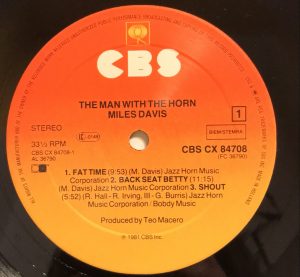 CBS
THE MAN WITH THE HORN
MILES DAVIS
STEREO
1
33⅓ RPM
BIEM/STEMRA
CBS CX 84708-1
AL 36790
CBS CX 84708
(FC 36790)
1. FAT TIME (9:53) (M. Davis) Jazz Horn Music
Corporation 2. BACK SEAT BETTY (11:15)
(M. Davis) Jazz Horn Music Corporation 3. SHOUT
(5:52) (R. Hall - R. Irving, III - G. Burris) Jazz Horn
Music Corporation / Bobdy Music
Produced by Teo Macero
℗ 1981 CBS Inc.